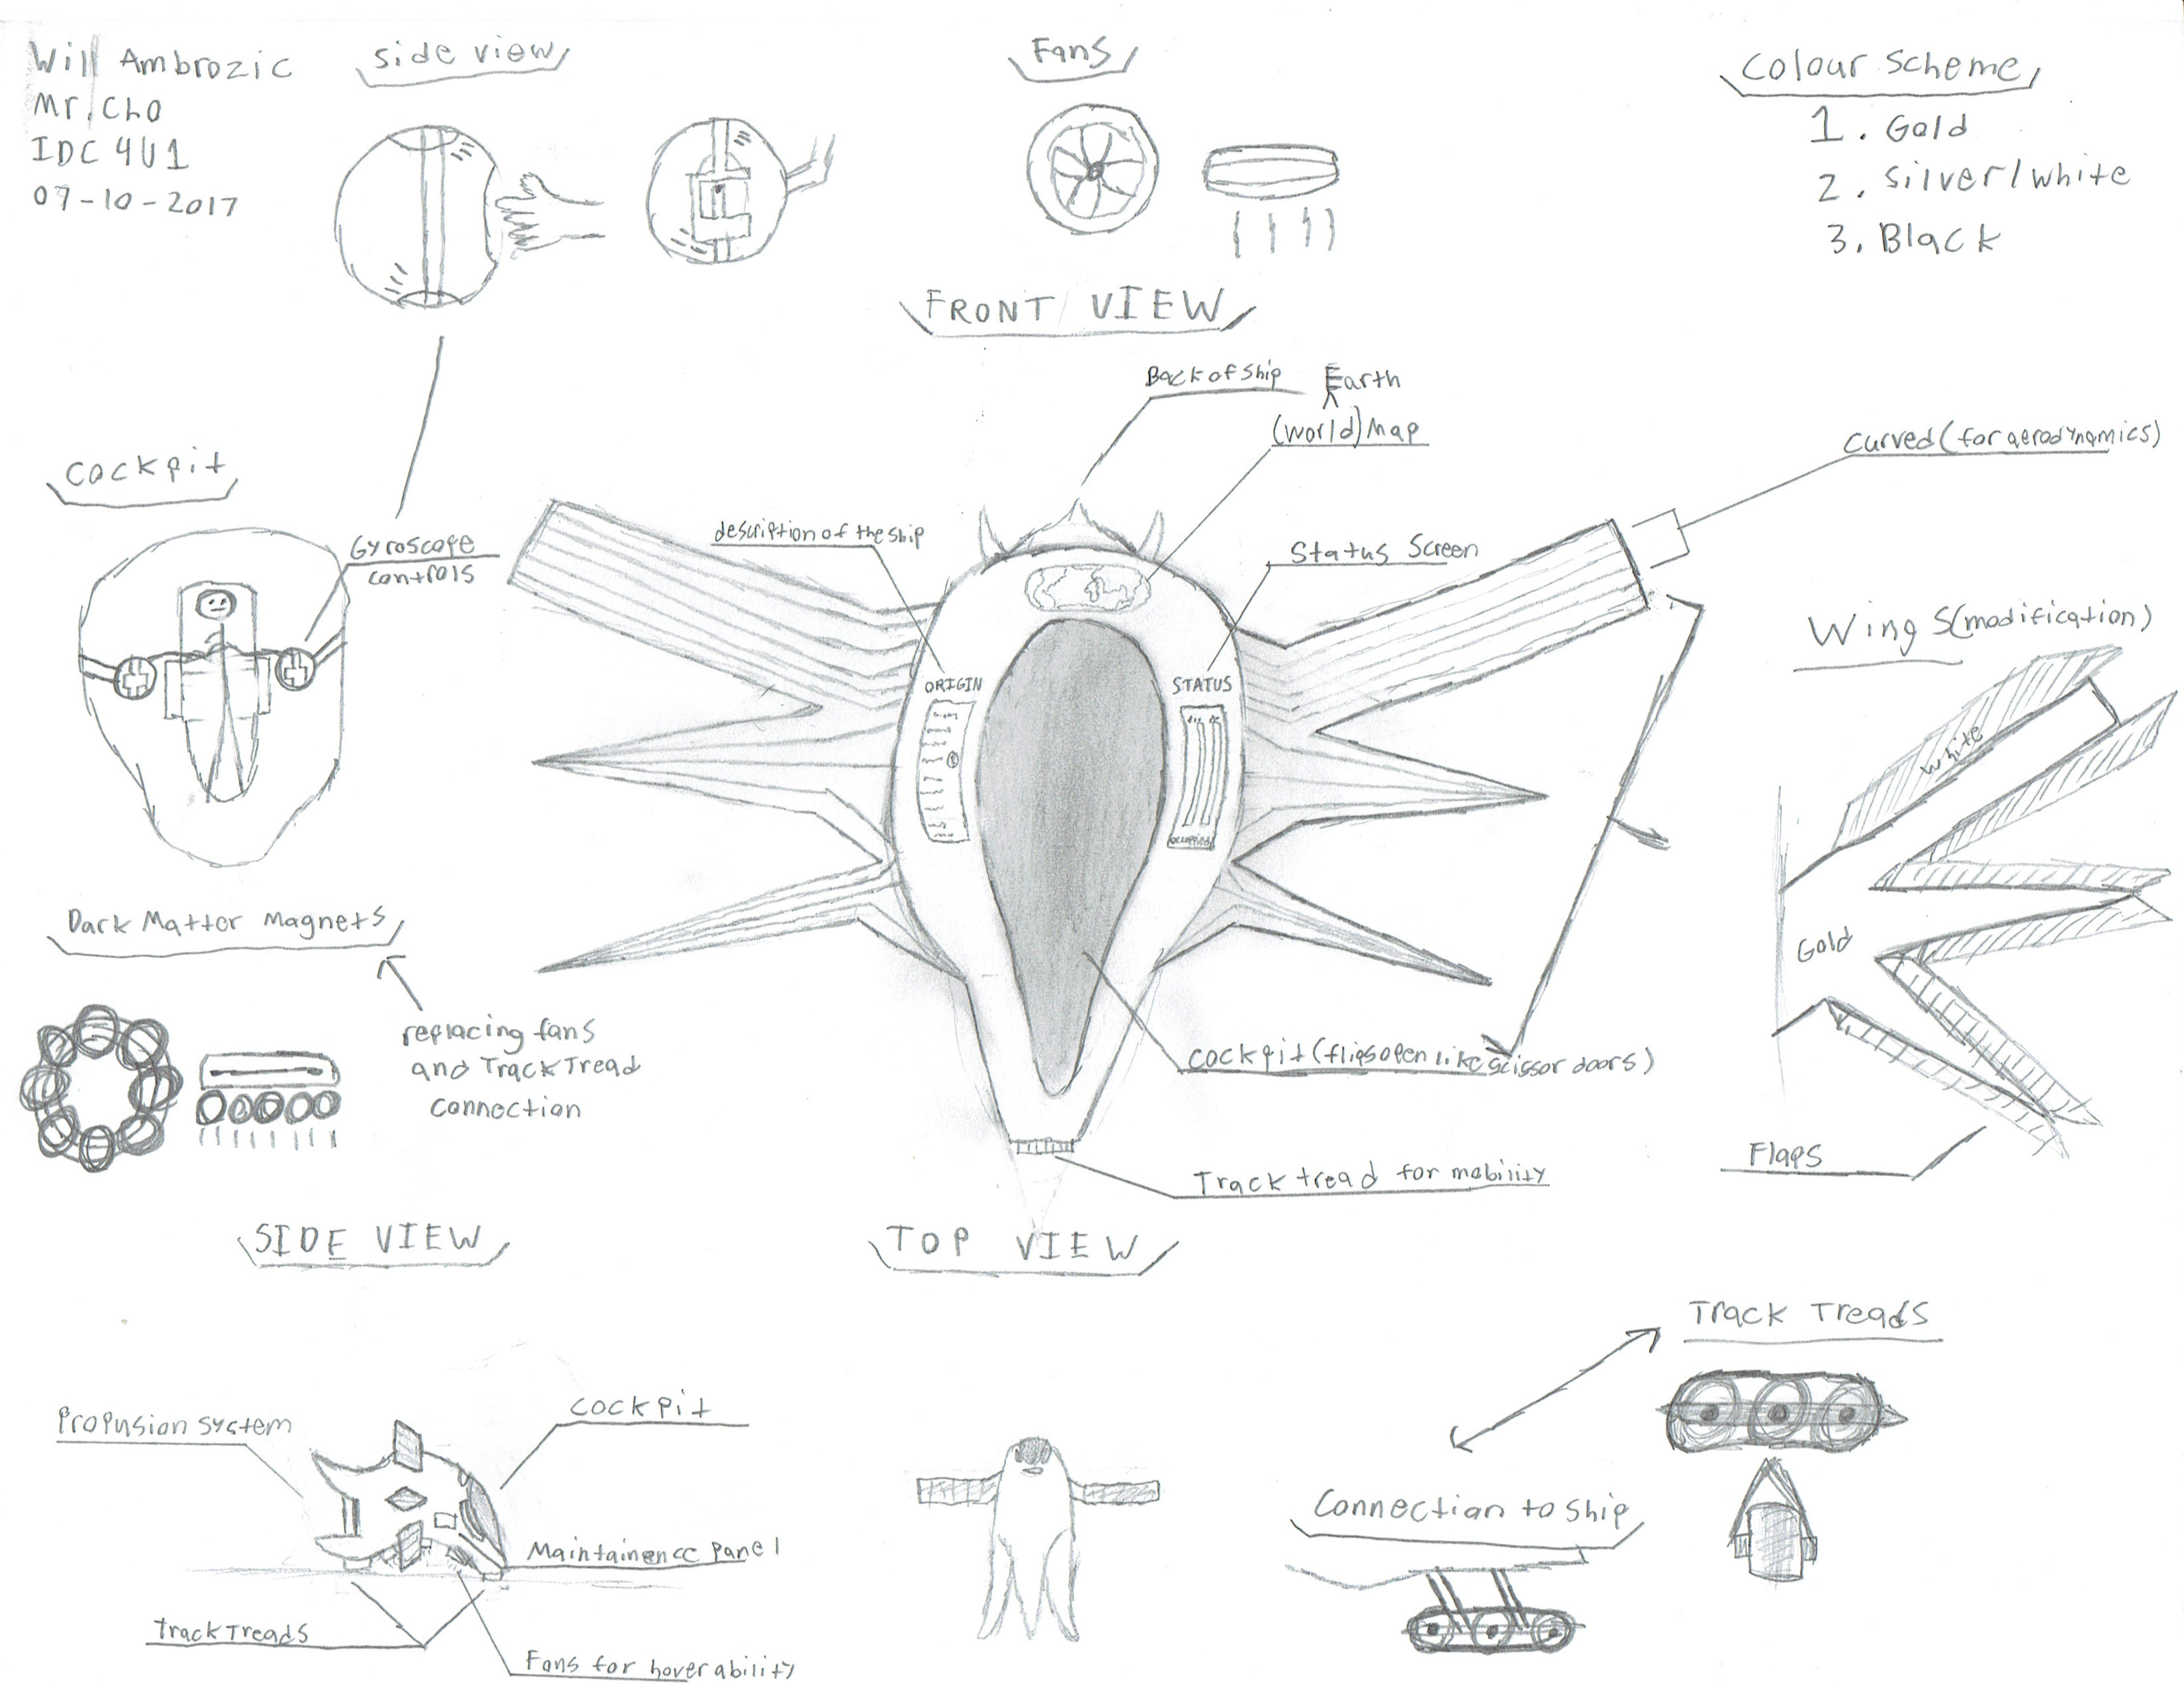 Will Ambrozic
Mr. Cho
IDC 4U1
07-10-2017
side view
Fans
Colour Scheme
1. Gold
2. Silver/white
3. Black
FRONT VIEW
Back of ship
Earth
(world) Map
curved (for aerodynamics)
Cockpit
Gyroscope
controls
description of the ship
Status Screen
Wings (modification)
ORIGIN
STATUS
occupied
White
Gold
Flaps
Dark Matter Magnets
replacing fans
and Track Tread
connection
cockpit (flips open like scissor doors)
Track tread for mobility
SIDE VIEW
TOP VIEW
Track Treads
Propusion system
cockpit
Maintainence panel
Track Treads
Fans for hover ability
Connection to ship